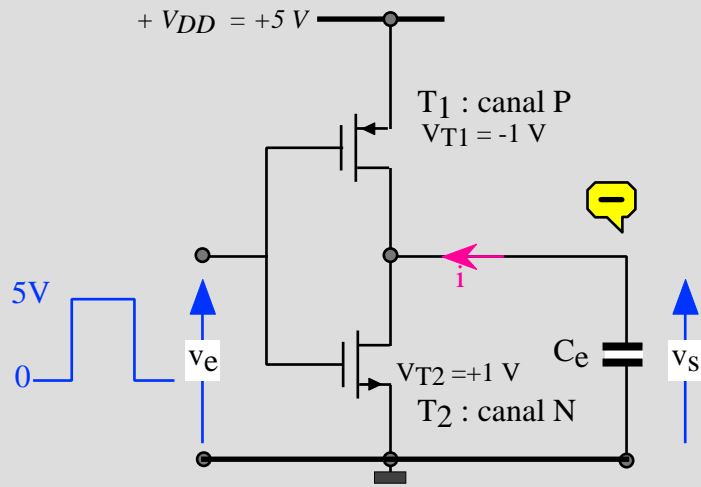 + VDD = +5 V
T1 : canal P
VT1 = -1 V
i
5V
0
ve
VT2 =+1 V
T2 : canal N
Ce
vs